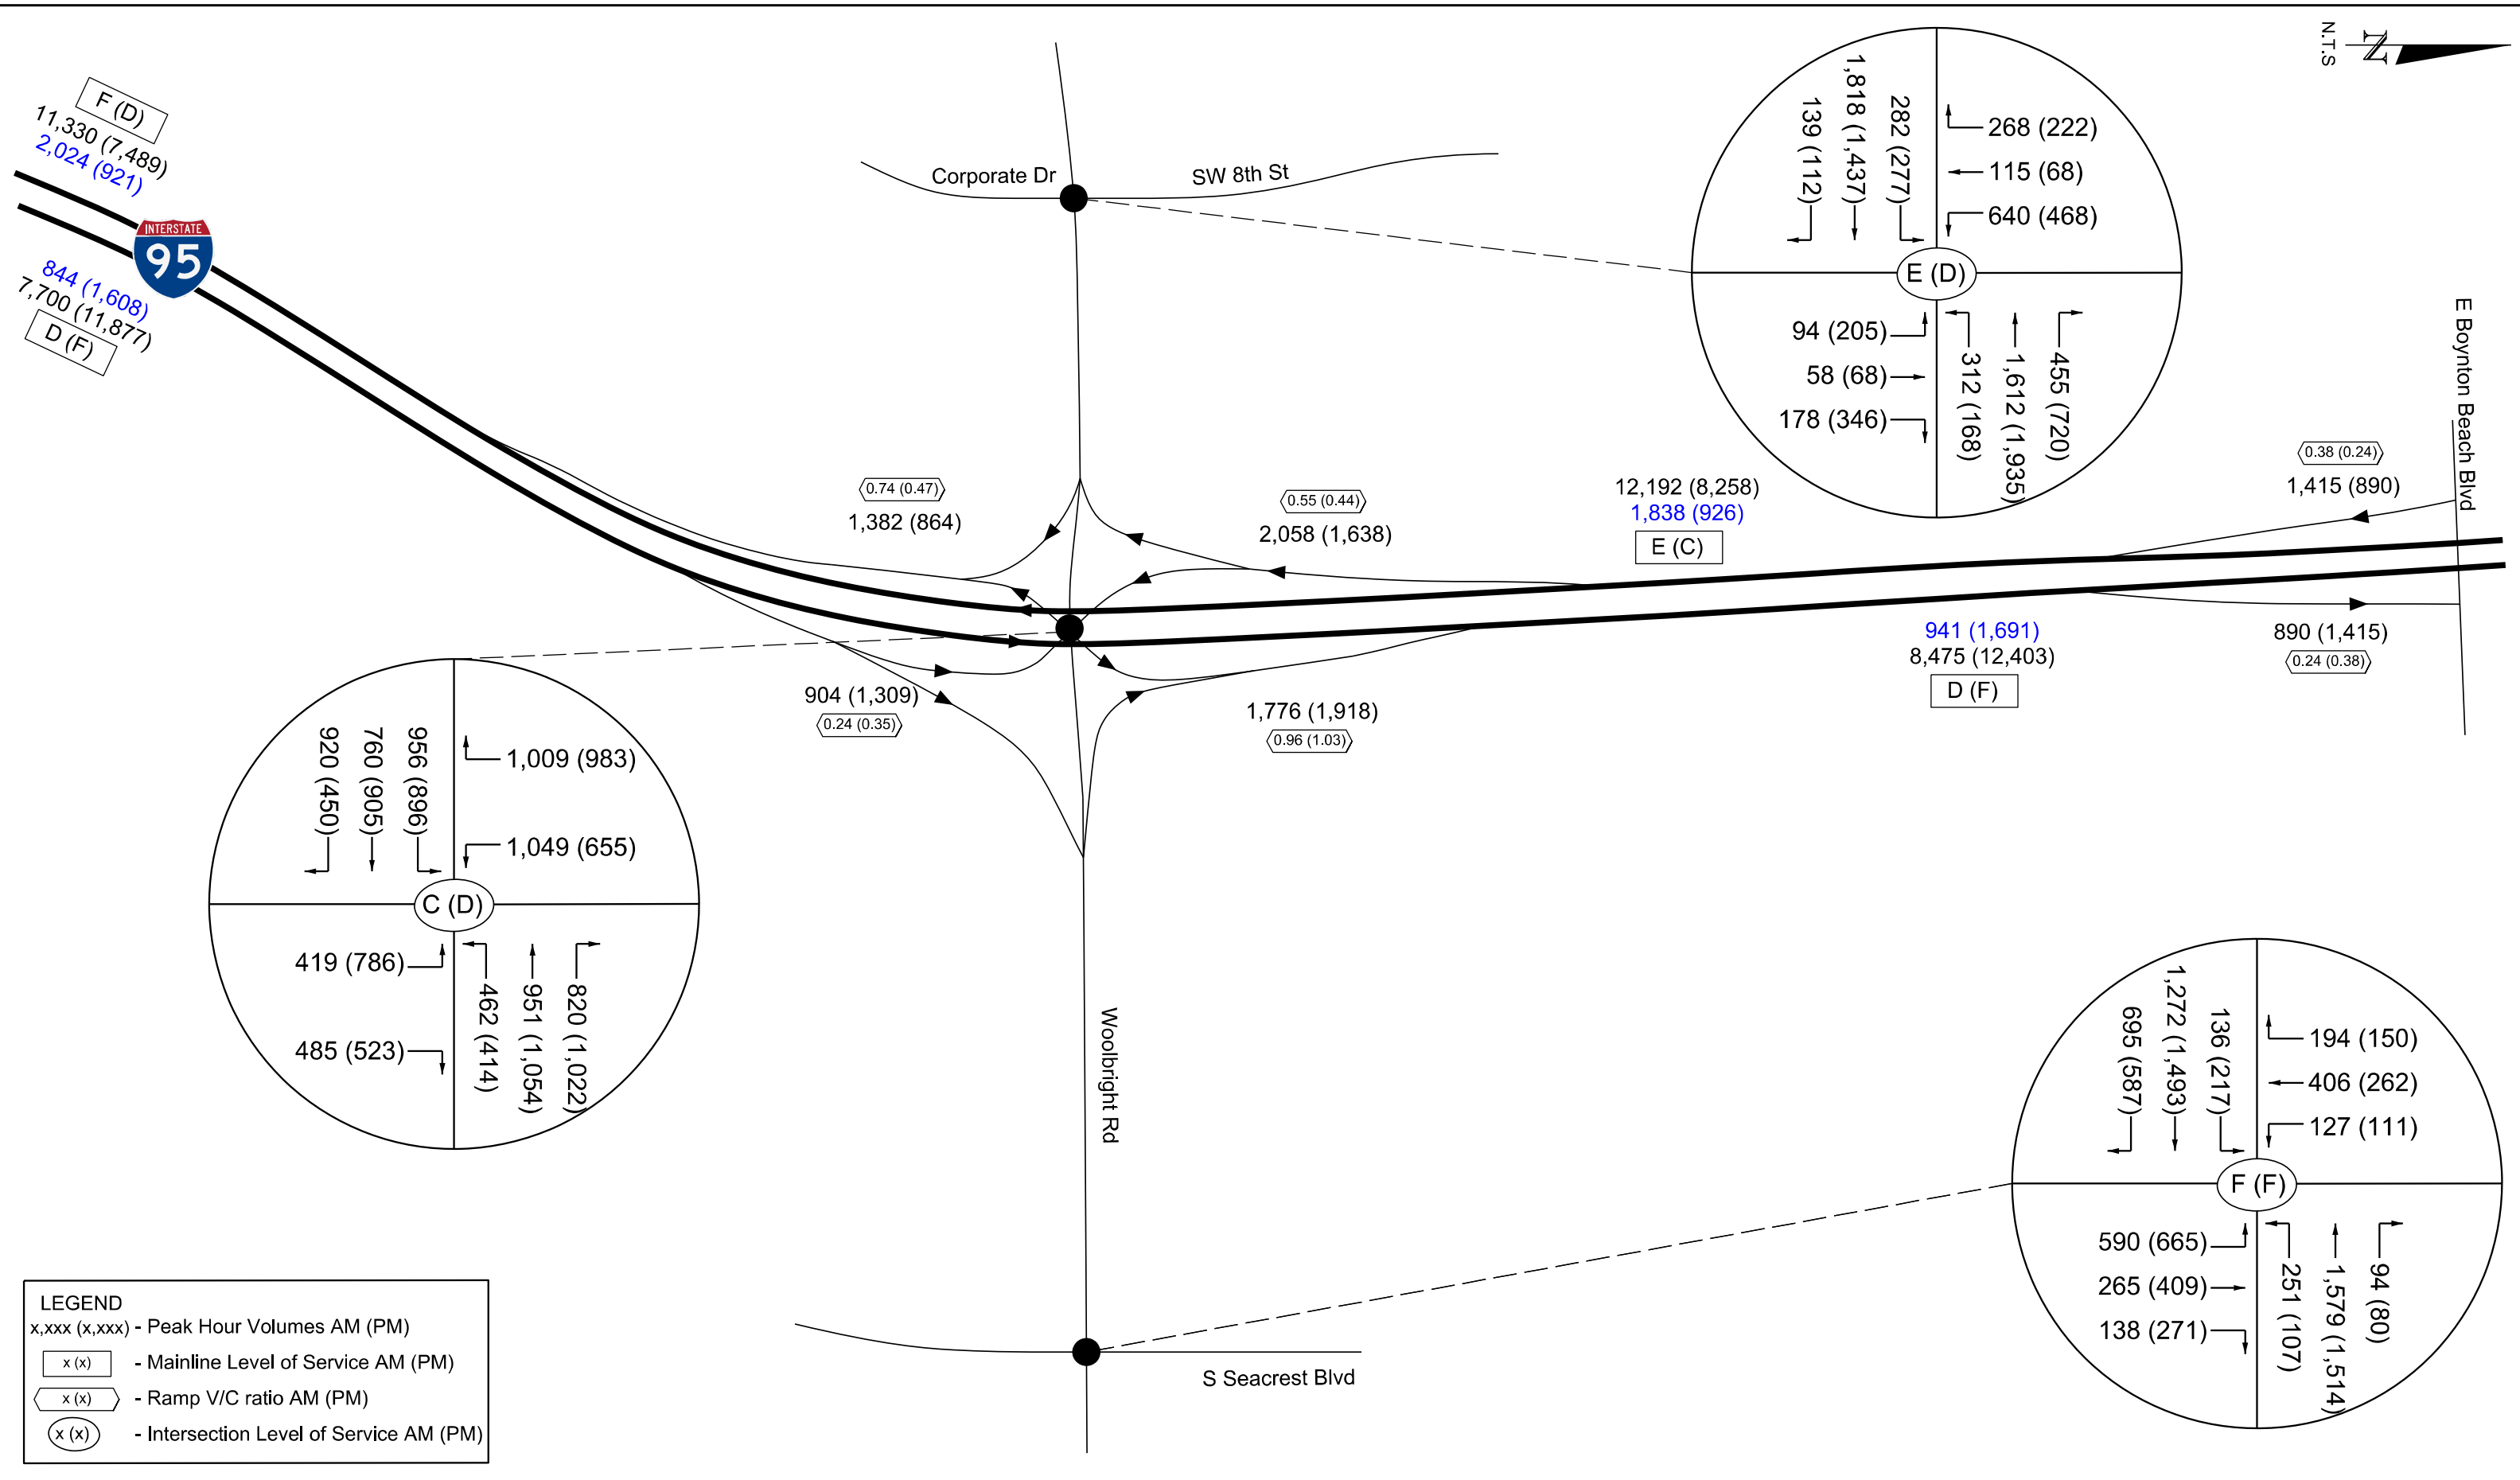 N.T.S
N
F (D)
11,330 (7,489)
2,024 (921)
INTERSTATE
95
844 (1,608)
7,700 (11,877)
D (F)
Corporate Dr
SW 8th St
139 (112)
1,818 (1,437)
282 (277)
268 (222)
115 (68)
640 (468)
E (D)
94 (205)
58 (68)
178 (346)
312 (168)
1,612 (1,935)
455 (720)
E Boynton Beach Blvd
0.38 (0.24)
1,415 (890)
0.74 (0.47)
1,382 (864)
0.55 (0.44)
2,058 (1,638)
12,192 (8,258)
1,838 (926)
E (C)
941 (1,691)
8,475 (12,403)
D (F)
890 (1,415)
0.24 (0.38)
904 (1,309)
0.24 (0.35)
1,776 (1,918)
0.96 (1.03)
920 (450)
760 (905)
956 (896)
1,009 (983)
1,049 (655)
C (D)
419 (786)
485 (523)
462 (414)
951 (1,054)
820 (1,022)
Woolbright Rd
695 (587)
1,272 (1,493)
136 (217)
194 (150)
406 (262)
127 (111)
F (F)
590 (665)
265 (409)
138 (271)
251 (107)
1,579 (1,514)
94 (80)
S Seacrest Blvd
LEGEND
x,xxx (x,xxx) - Peak Hour Volumes AM (PM)
x (x) - Mainline Level of Service AM (PM)
x (x) - Ramp V/C ratio AM (PM)
x (x) - Intersection Level of Service AM (PM)